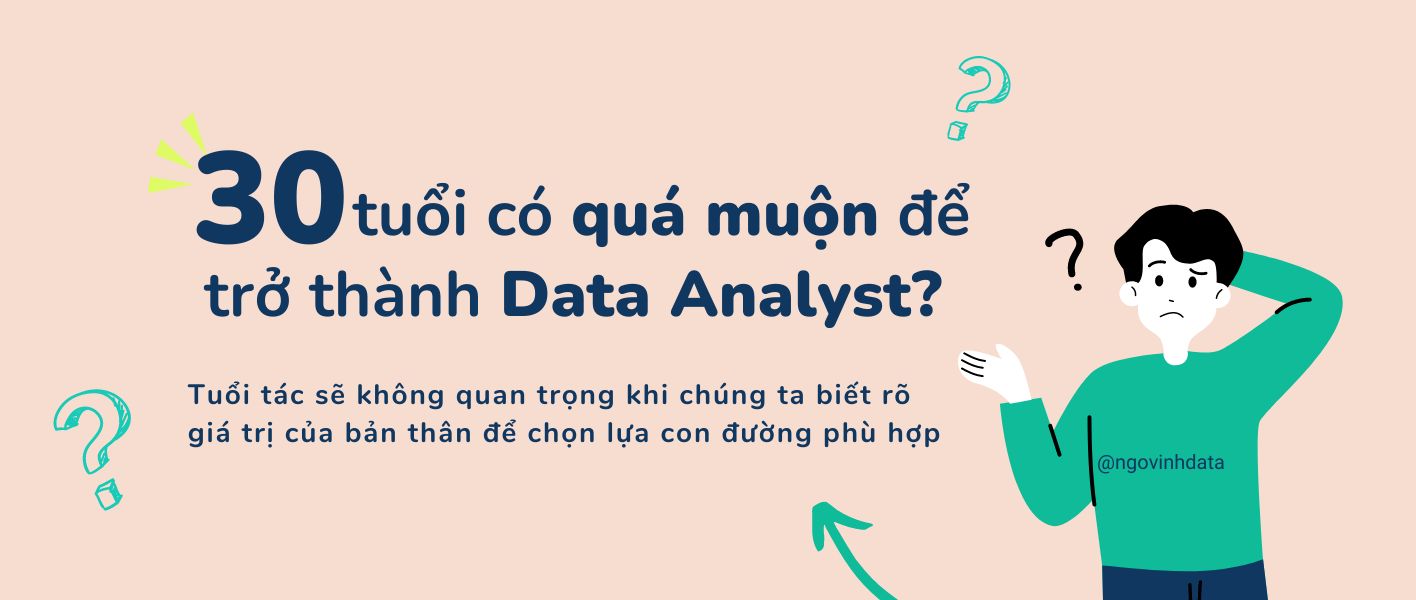 30 tuổi có quá muộn để
trở thành Data Analyst?
Tuổi tác sẽ không quan trọng khi chúng ta biết rõ
giá trị của bản thân để chọn lựa con đường phù hợp
@ngovinhdata